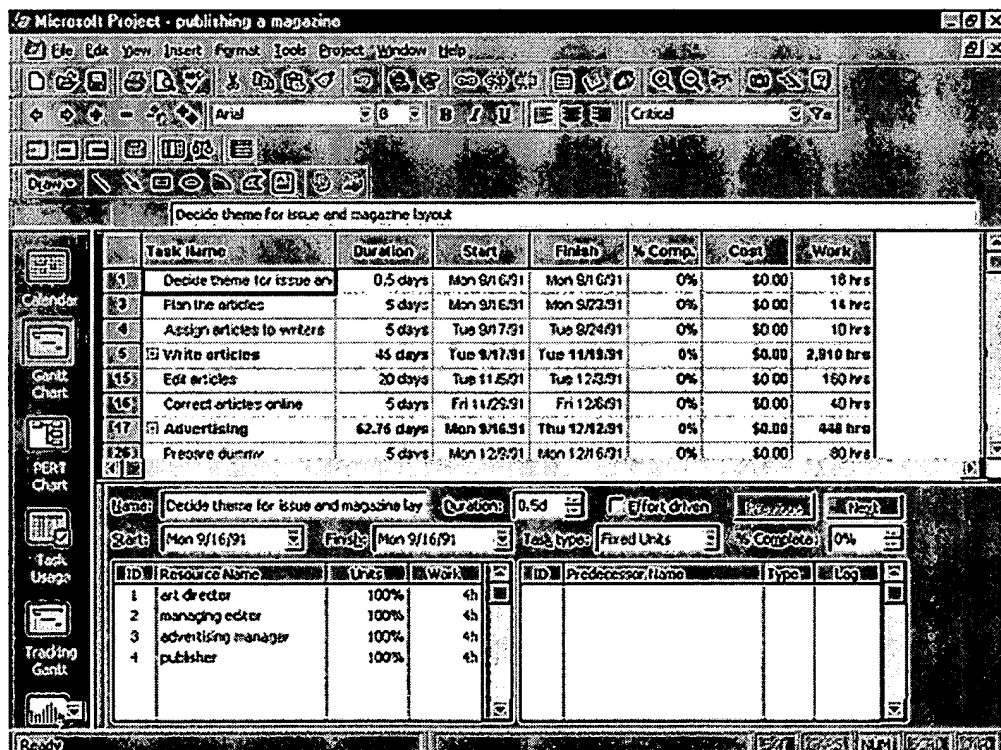 Microsoft Project - publishing a magazine
File Edit View Insert Format Tools Project Window Help
Arial 8 B I U Critical
Draw
Decide theme for issue and magazine layout
Task Name Duration Start Finish % Comp. Cost Work
1 Decide theme for issue an 0.5 days Mon 9/16/91 Mon 9/16/91 0% $0.00 16 hrs
3 Plan the articles 5 days Mon 9/16/91 Mon 9/23/91 0% $0.00 14 hrs
4 Assign articles to writers 5 days Tue 9/17/91 Tue 9/24/91 0% $0.00 10 hrs
5 Write articles 45 days Tue 9/17/91 Tue 11/19/91 0% $0.00 2,910 hrs
15 Edit articles 20 days Tue 11/5/91 Tue 12/3/91 0% $0.00 160 hrs
16 Correct articles online 5 days Fri 11/29/91 Fri 12/6/91 0% $0.00 40 hrs
17 Advertising 62.76 days Mon 9/16/91 Thu 12/12/91 0% $0.00 448 hrs
26 Prepare dummy 5 days Mon 12/9/91 Mon 12/16/91 0% $0.00 80 hrs
Calendar
Gantt
Chart
PERT
Chart
Task
Usage
Tracking
Gantt
Name: Decide theme for issue and magazine lay Duration: 0.5d Effort driven Previous Next
Start: Mon 9/16/91 Finish: Mon 9/16/91 Task type: Fixed Units % Complete: 0%
ID Resource Name Units Work
1 art director 100% 4h
2 managing editor 100% 4h
3 advertising manager 100% 4h
4 publisher 100% 4h
ID Predecessor Name Type Lag
Ready EXT CAPS NUM SCRL OVR